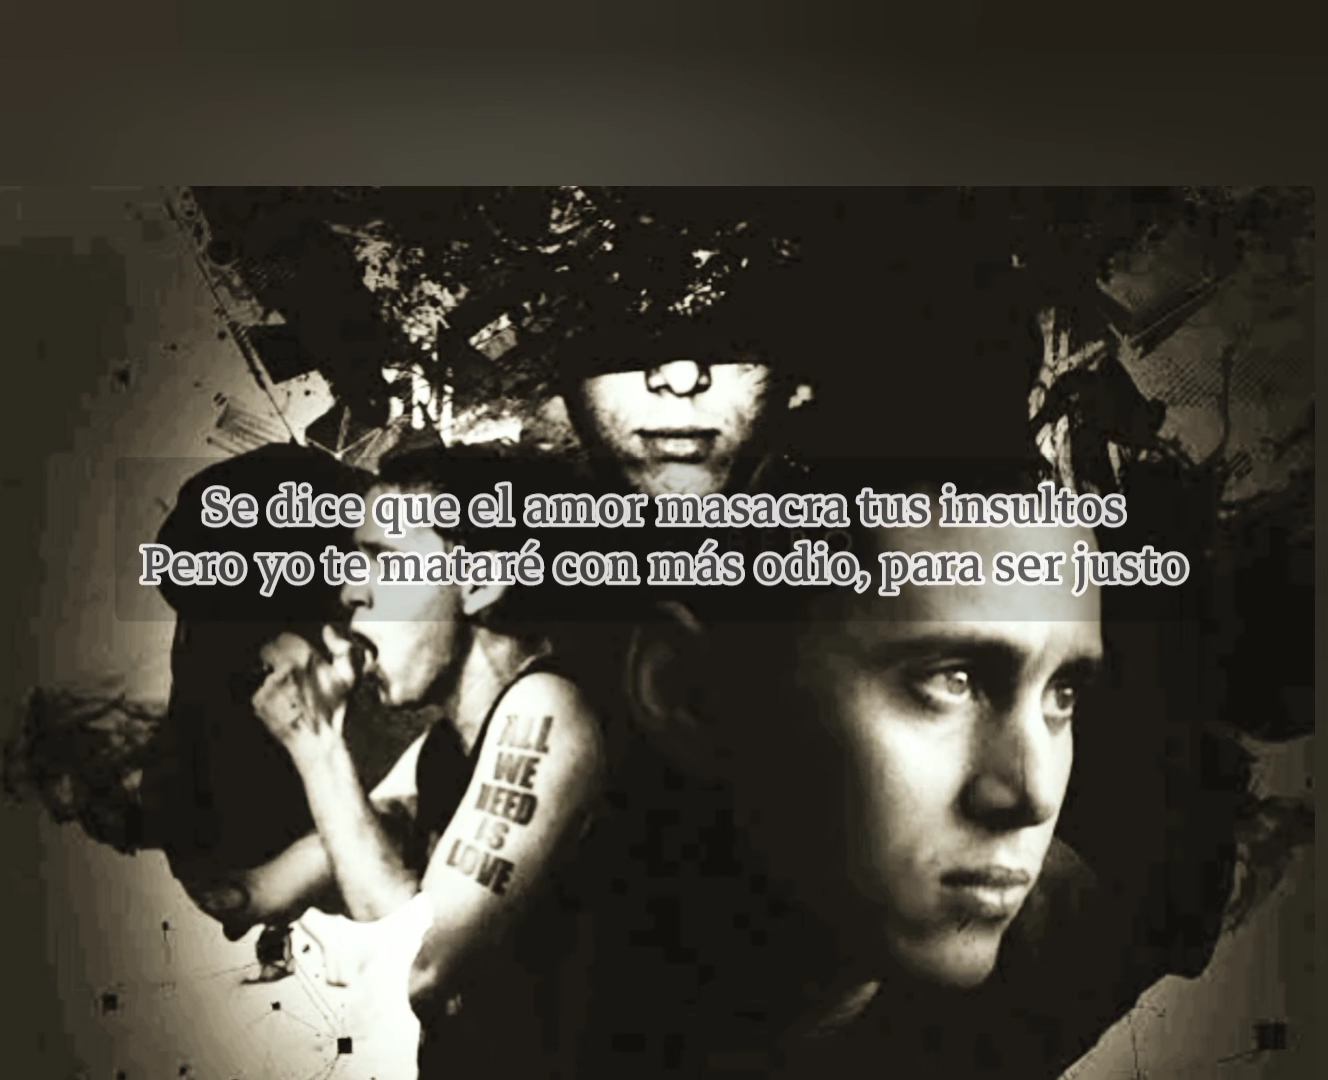 Se dice que el amor masacra tus insultos
Pero yo te mataré con más odio, para ser justo
ALL
WE
NEED
IS
LOVE